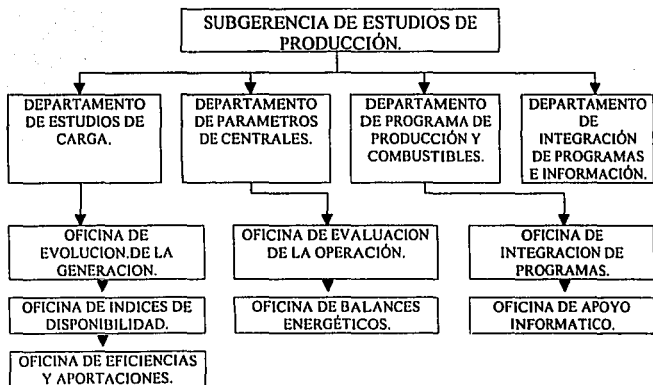 SUBGERENCIA DE ESTUDIOS DE
PRODUCCIÓN.
DEPARTAMENTO
DE ESTUDIOS DE
CARGA.
DEPARTAMENTO
DE PARAMETROS
DE CENTRALES.
DEPARTAMENTO
DE PROGRAMA DE
PRODUCCIÓN Y
COMBUSTIBLES.
DEPARTAMENTO
DE
INTEGRACIÓN
DE PROGRAMAS
E INFORMACIÓN.
OFICINA DE
EVOLUCION.DE LA
GENERACION.
OFICINA DE EVALUACION
DE LA OPERACIÓN.
OFICINA DE
INTEGRACION DE
PROGRAMAS.
OFICINA DE INDICES DE
DISPONIBILIDAD.
OFICINA DE BALANCES
ENERGÉTICOS.
OFICINA DE APOYO
INFORMATICO.
OFICINA DE EFICIENCIAS
Y APORTACIONES.